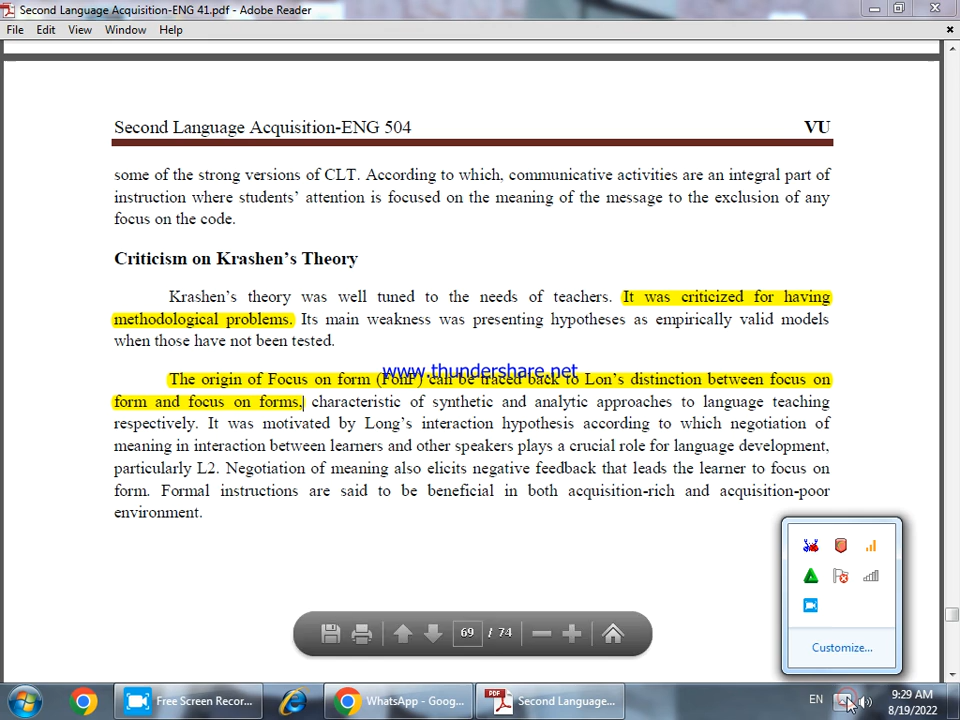 Second Language Acquisition-ENG 41.pdf - Adobe Reader
File Edit View Window Help
Second Language Acquisition-ENG 504 VU
some of the strong versions of CLT. According to which, communicative activities are an integral part of
instruction where students’ attention is focused on the meaning of the message to the exclusion of any
focus on the code.
Criticism on Krashen’s Theory
Krashen’s theory was well tuned to the needs of teachers. It was criticized for having
methodological problems. Its main weakness was presenting hypotheses as empirically valid models
when those have not been tested.
www.thundershare.net
The origin of Focus on form (FonF) can be traced back to Lon’s distinction between focus on
form and focus on forms, characteristic of synthetic and analytic approaches to language teaching
respectively. It was motivated by Long’s interaction hypothesis according to which negotiation of
meaning in interaction between learners and other speakers plays a crucial role for language development,
particularly L2. Negotiation of meaning also elicits negative feedback that leads the learner to focus on
form. Formal instructions are said to be beneficial in both acquisition-rich and acquisition-poor
environment.
69 / 74
Customize...
Free Screen Recor... WhatsApp - Goog... PDF Second Language... EN 9:29 AM
8/19/2022